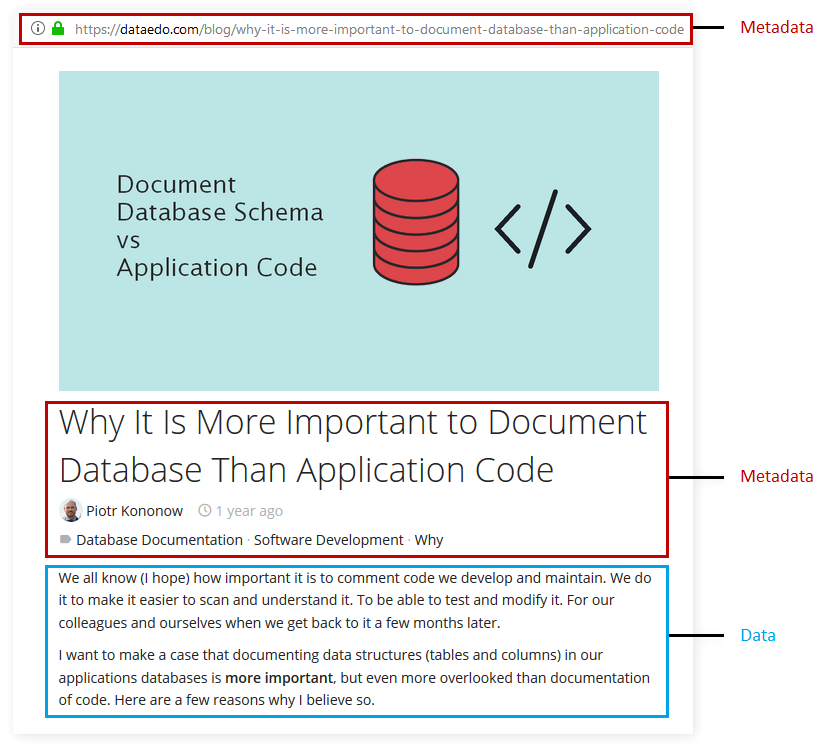 https://dataedo.com/blog/why-it-is-more-important-to-document-database-than-application-code
Metadata
Document
Database Schema
vs
Application Code
Why It Is More Important to Document
Database Than Application Code
Metadata
Piotr Kononow 1 year ago
Database Documentation · Software Development · Why
We all know (I hope) how important it is to comment code we develop and maintain. We do
it to make it easier to scan and understand it. To be able to test and modify it. For our
colleagues and ourselves when we get back to it a few months later.
Data
I want to make a case that documenting data structures (tables and columns) in our
applications databases is more important, but even more overlooked than documentation
of code. Here are a few reasons why I believe so.